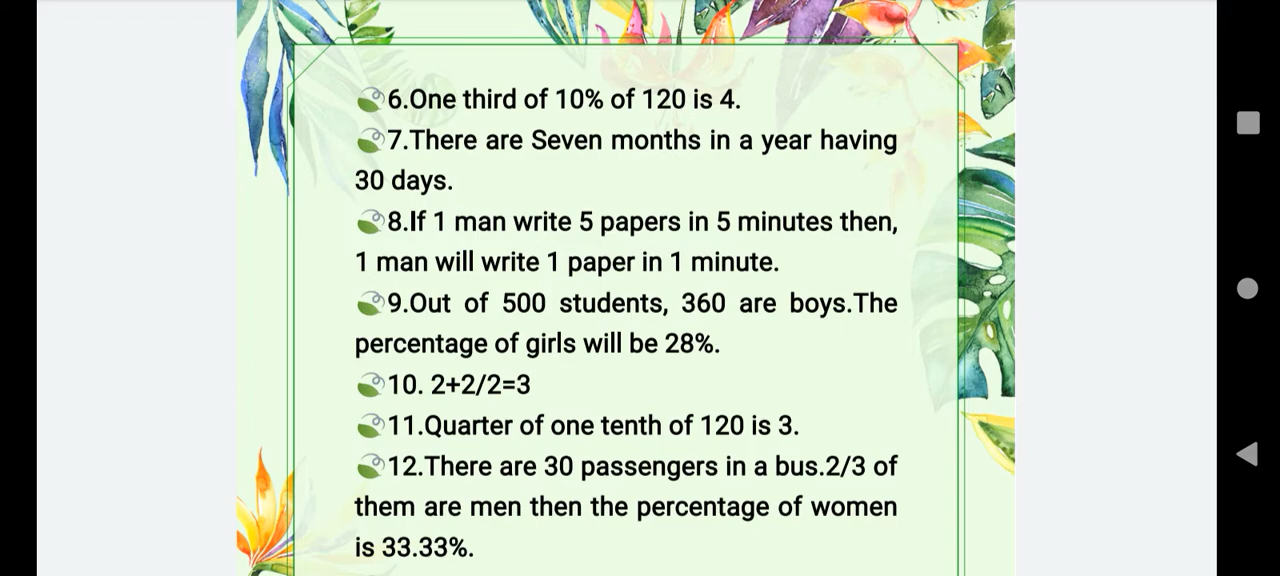 6.One third of 10% of 120 is 4.
7.There are Seven months in a year having
30 days.
8.If 1 man write 5 papers in 5 minutes then,
1 man will write 1 paper in 1 minute.
9.Out of 500 students, 360 are boys.The
percentage of girls will be 28%.
10. 2+2/2=3
11.Quarter of one tenth of 120 is 3.
12.There are 30 passengers in a bus.2/3 of
them are men then the percentage of women
is 33.33%.